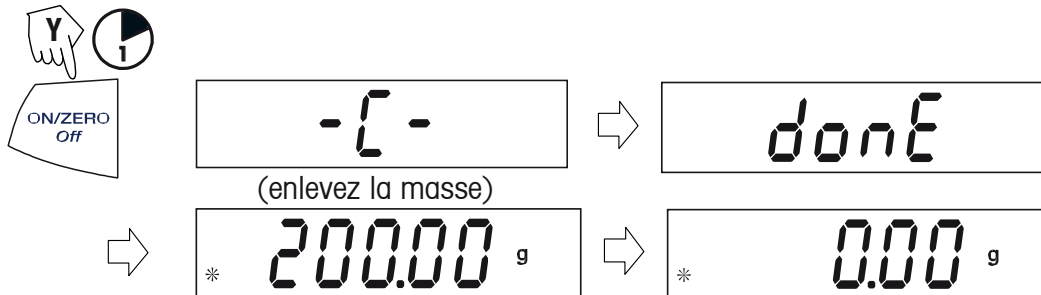 Y
1
ON/ZERO
Off
-C-
donE
(enlevez la masse)
* 200.00 g
* 0.00 g